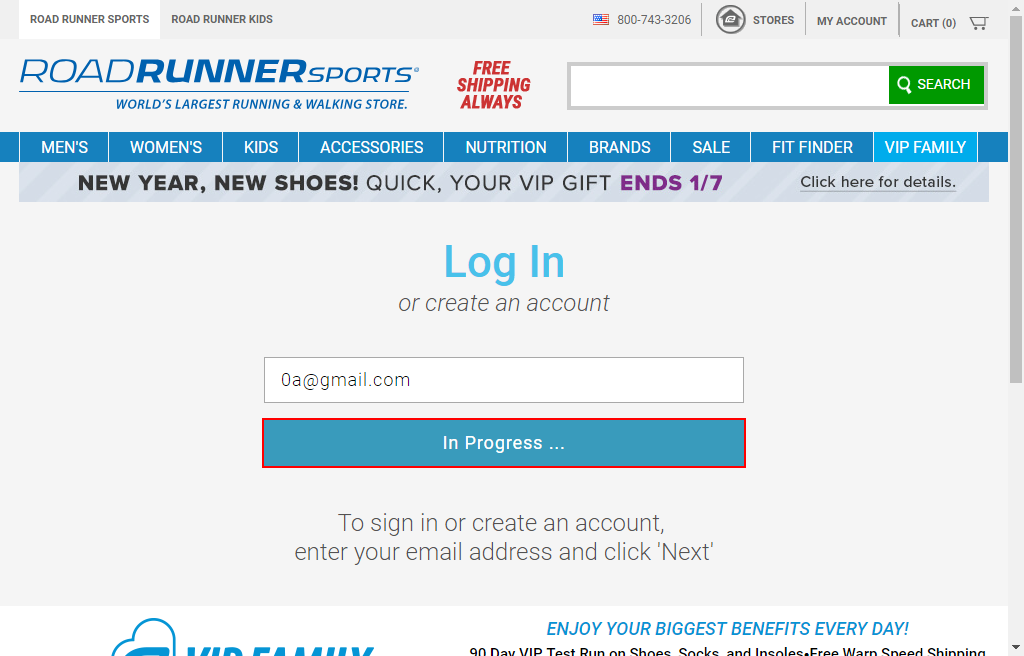 ROAD RUNNER SPORTS ROAD RUNNER KIDS 800-743-3206 STORES MY ACCOUNT CART (0)
ROADRUNNERSPORTS®
WORLD'S LARGEST RUNNING & WALKING STORE.
FREE
SHIPPING
ALWAYS
SEARCH
MEN'S WOMEN'S KIDS ACCESSORIES NUTRITION BRANDS SALE FIT FINDER VIP FAMILY
NEW YEAR, NEW SHOES! QUICK, YOUR VIP GIFT ENDS 1/7 Click here for details.
Log In
or create an account
0a@gmail.com
In Progress ...
To sign in or create an account,
enter your email address and click 'Next'
VIP FAMILY
ENJOY YOUR BIGGEST BENEFITS EVERY DAY!
90 Day VIP Test Run on Shoes, Socks, and Insoles•Free Warp Speed Shipping